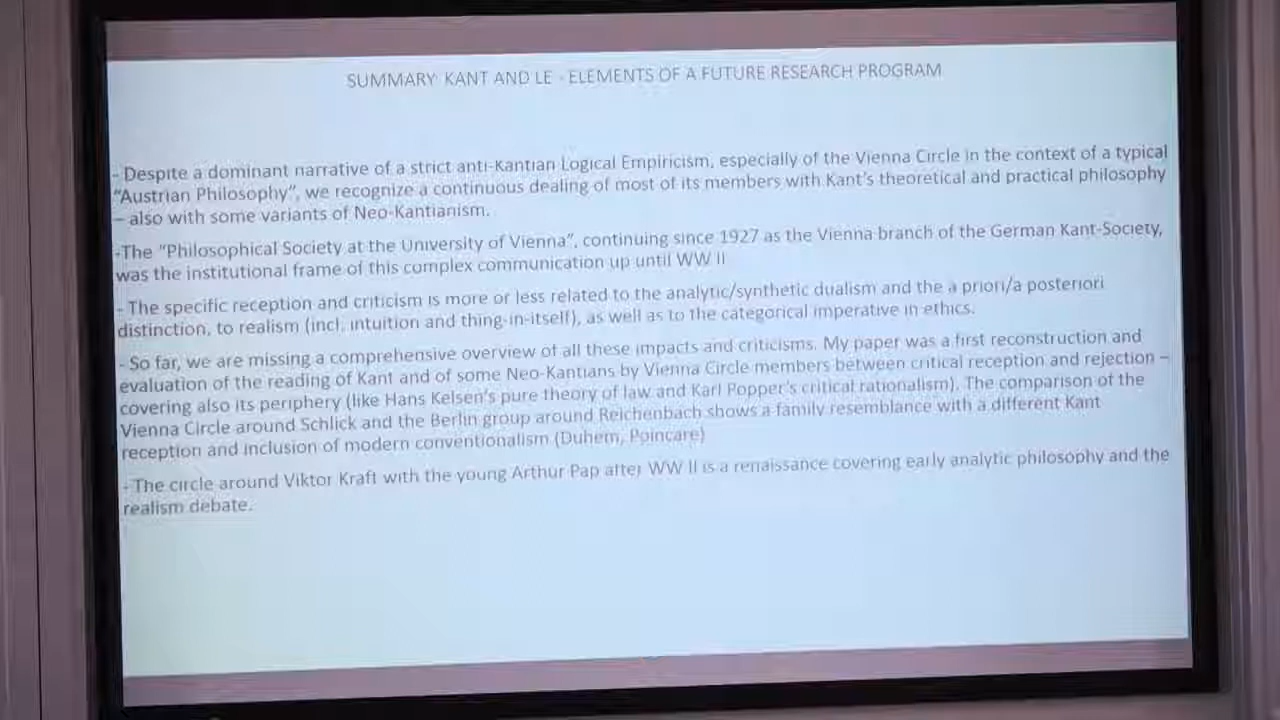 SUMMARY: KANT AND LE - ELEMENTS OF A FUTURE RESEARCH PROGRAM
- Despite a dominant narrative of a strict anti-Kantian Logical Empiricism, especially of the Vienna Circle in the context of a typical
"Austrian Philosophy", we recognize a continuous dealing of most of its members with Kant's theoretical and practical philosophy
– also with some variants of Neo-Kantianism.
-The "Philosophical Society at the University of Vienna", continuing since 1927 as the Vienna branch of the German Kant-Society,
was the institutional frame of this complex communication up until WW II
- The specific reception and criticism is more or less related to the analytic/synthetic dualism and the a priori/a posteriori
distinction, to realism (incl. intuition and thing-in-itself), as well as to the categorical imperative in ethics.
- So far, we are missing a comprehensive overview of all these impacts and criticisms. My paper was a first reconstruction and
evaluation of the reading of Kant and of some Neo-Kantians by Vienna Circle members between critical reception and rejection –
covering also its periphery (like Hans Kelsen's pure theory of law and Karl Popper's critical rationalism). The comparison of the
Vienna Circle around Schlick and the Berlin group around Reichenbach shows a family resemblance with a different Kant
reception and inclusion of modern conventionalism (Duhem, Poincare)
- The circle around Viktor Kraft with the young Arthur Pap after WW II is a renaissance covering early analytic philosophy and the
realism debate.